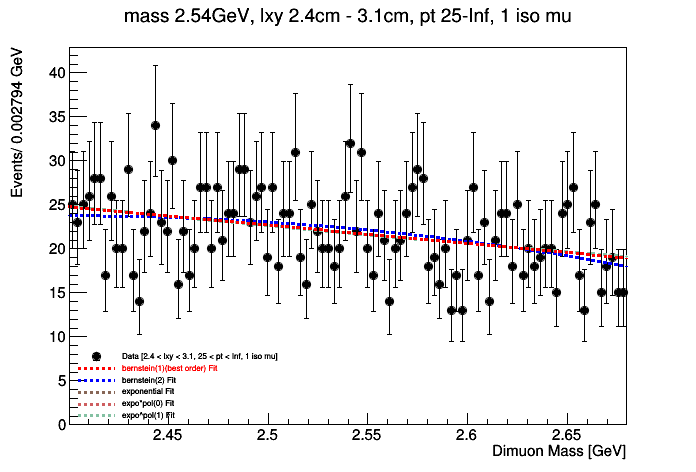 mass 2.54GeV, lxy 2.4cm - 3.1cm, pt 25-Inf, 1 iso mu
Events/ 0.002794 GeV
40
35
30
25
20
15
10
5
0
Data [2.4 < lxy < 3.1, 25 < pt < Inf, 1 iso mu]
bernstein(1)(best order) Fit
bernstein(2) Fit
exponential Fit
expo*pol(0) Fit
expo^pol(1) Fit
2.45 2.5 2.55 2.6 2.65
Dimuon Mass [GeV]